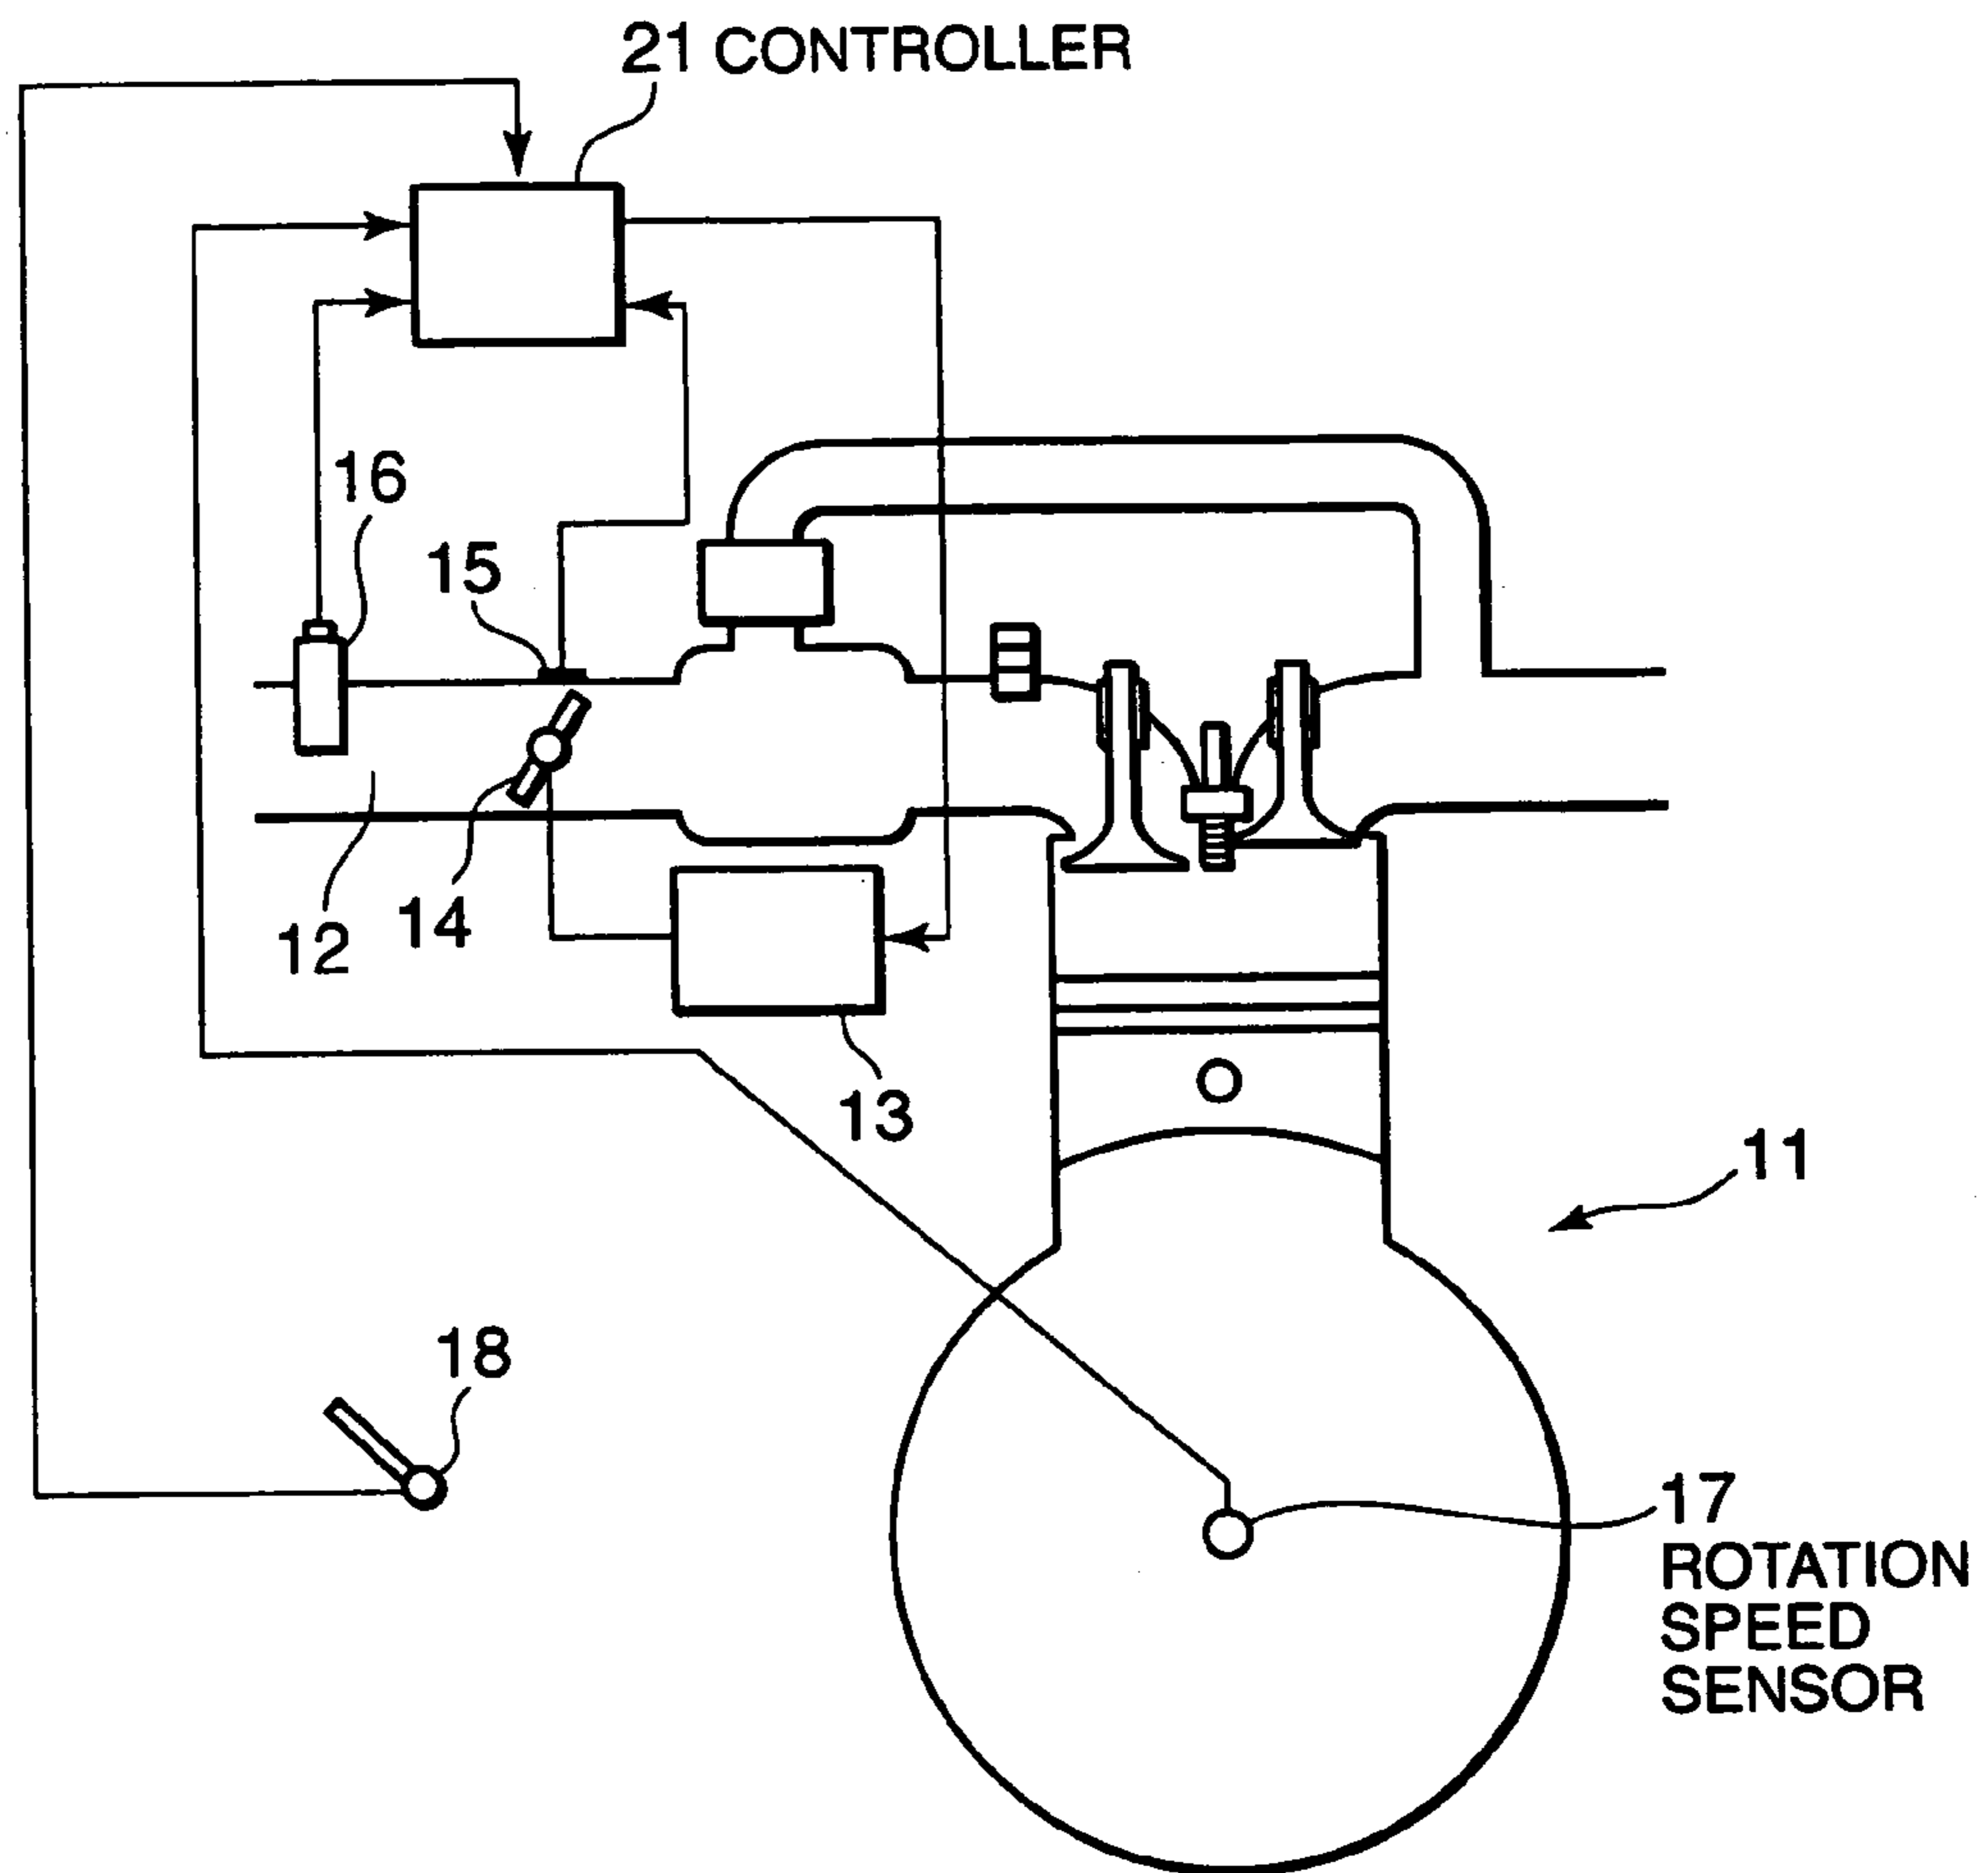 21 CONTROLLER
16
15
12
14
13
11
18
17
ROTATION
SPEED
SENSOR